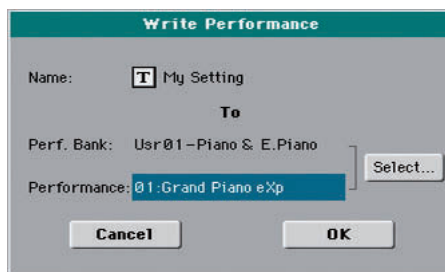 Write Performance
Name: T My Setting
To
Perf. Bank: Usr01-Piano & E.Piano
Select...
Performance: 01:Grand Piano eXp
Cancel OK